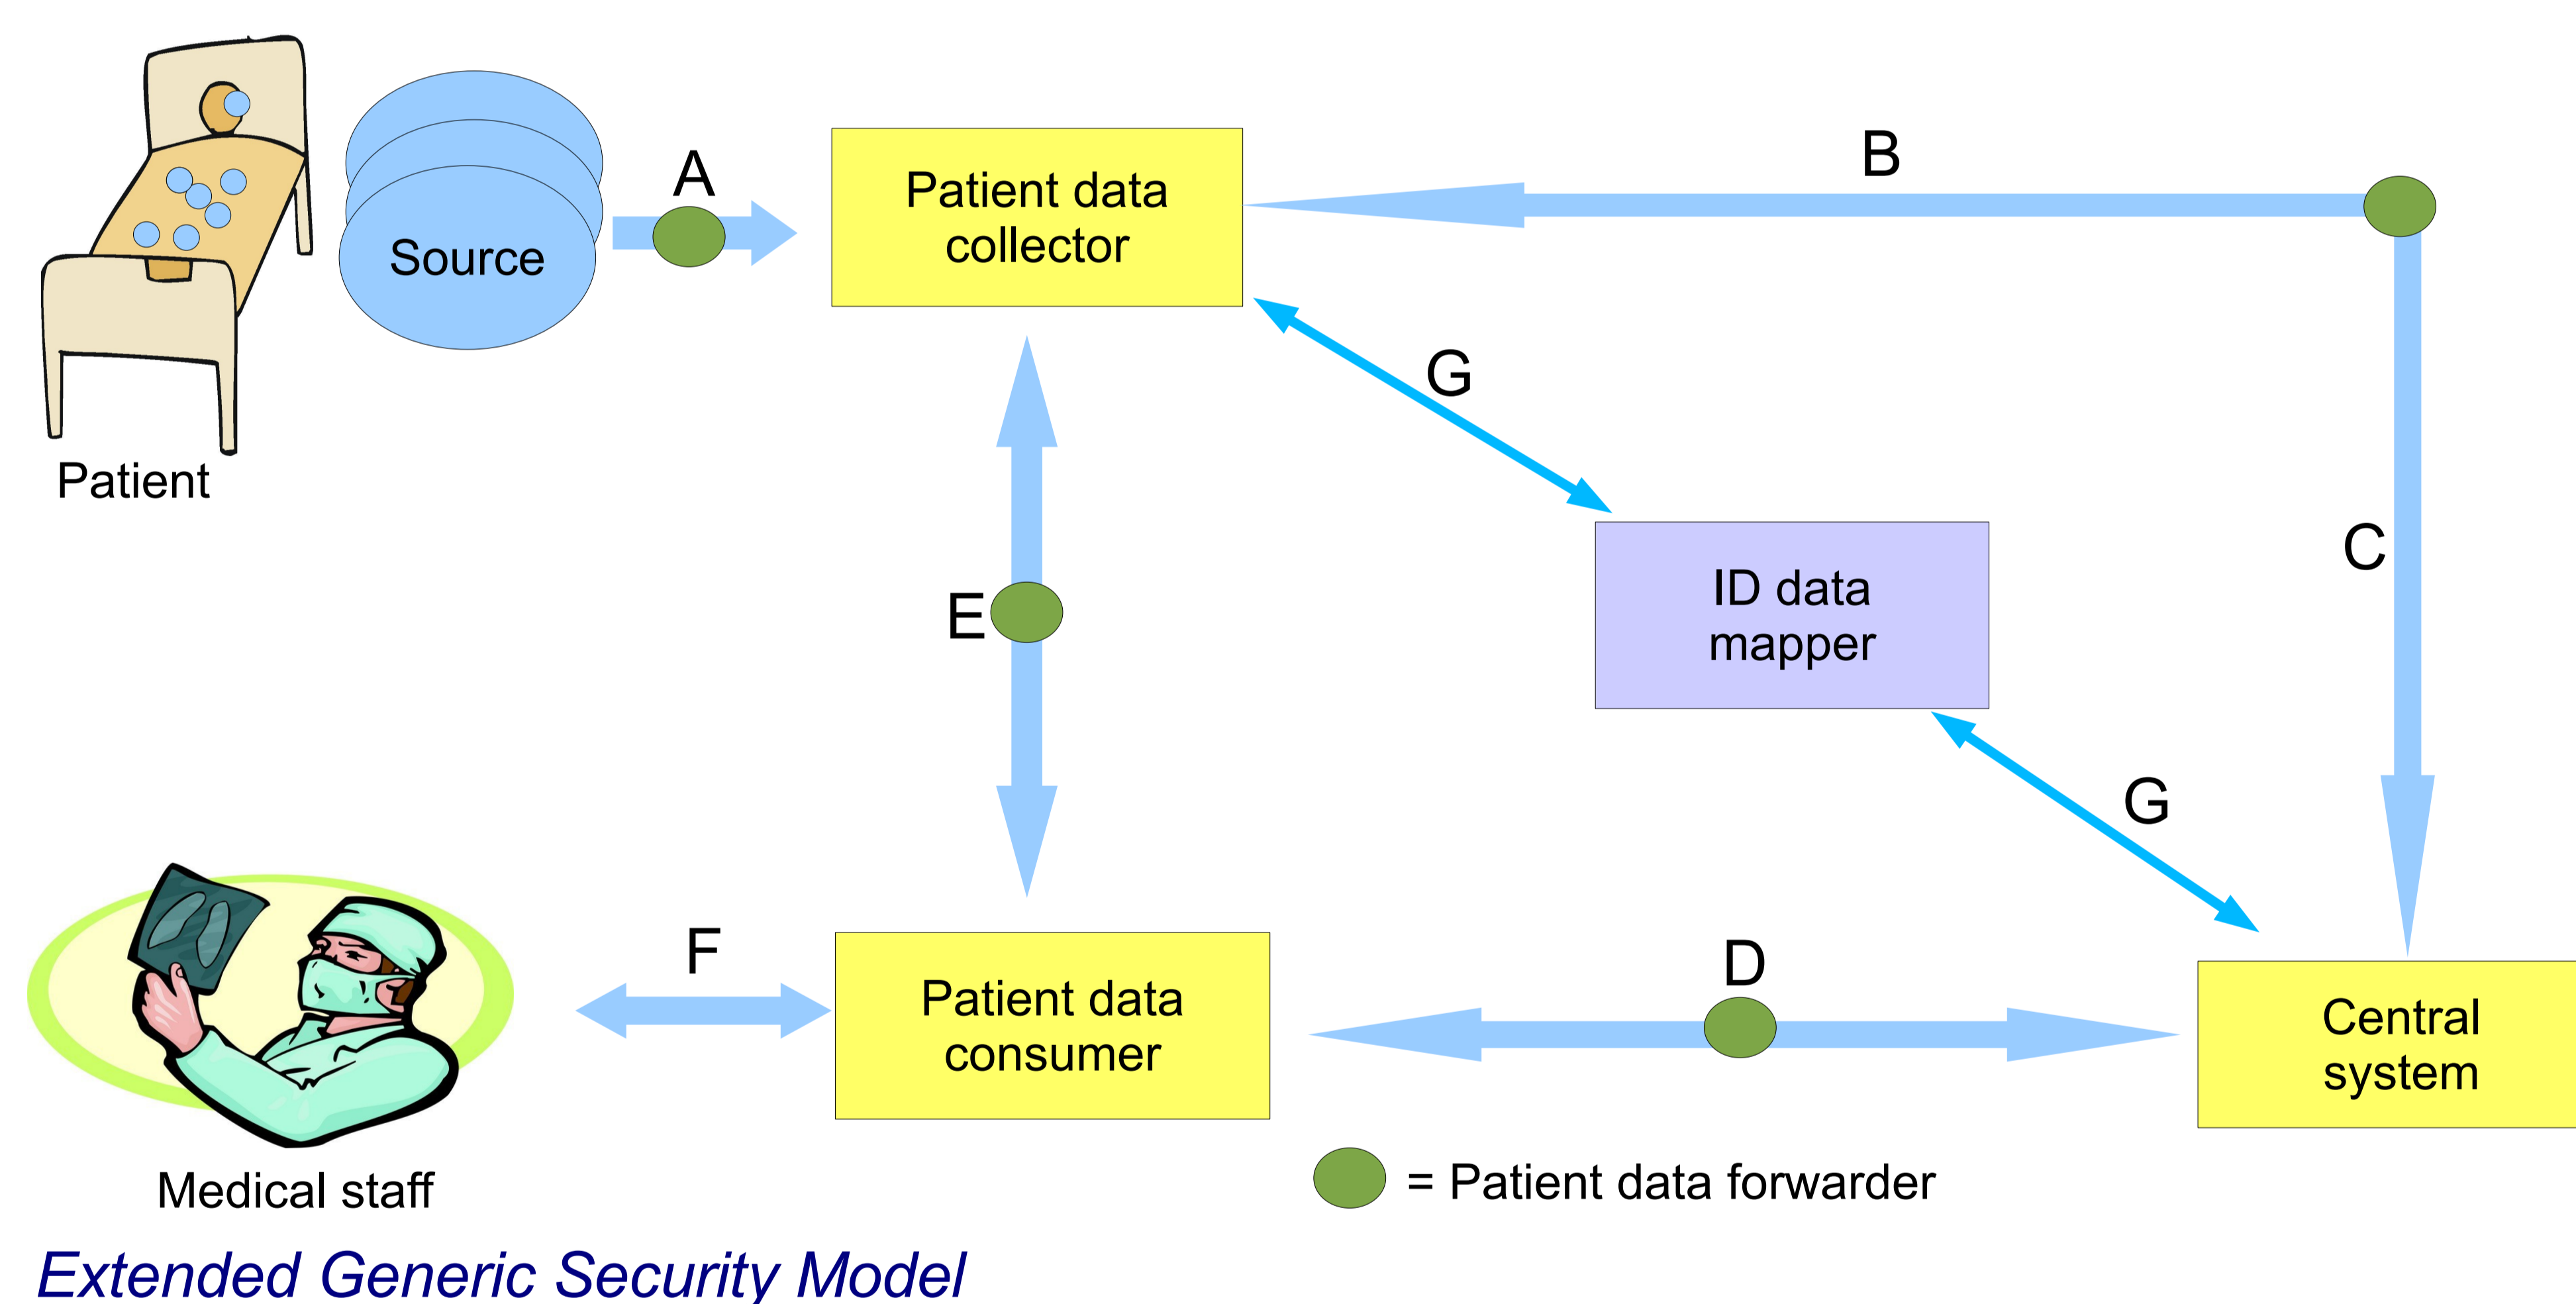 A
B
Patient data
collector
Source
G
Patient
C
ID data
mapper
E
G
F
D
Patient data
consumer
Central
system
Medical staff
= Patient data forwarder
Extended Generic Security Model